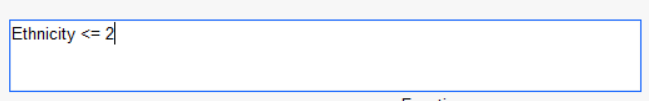 Ethnicity <= 2